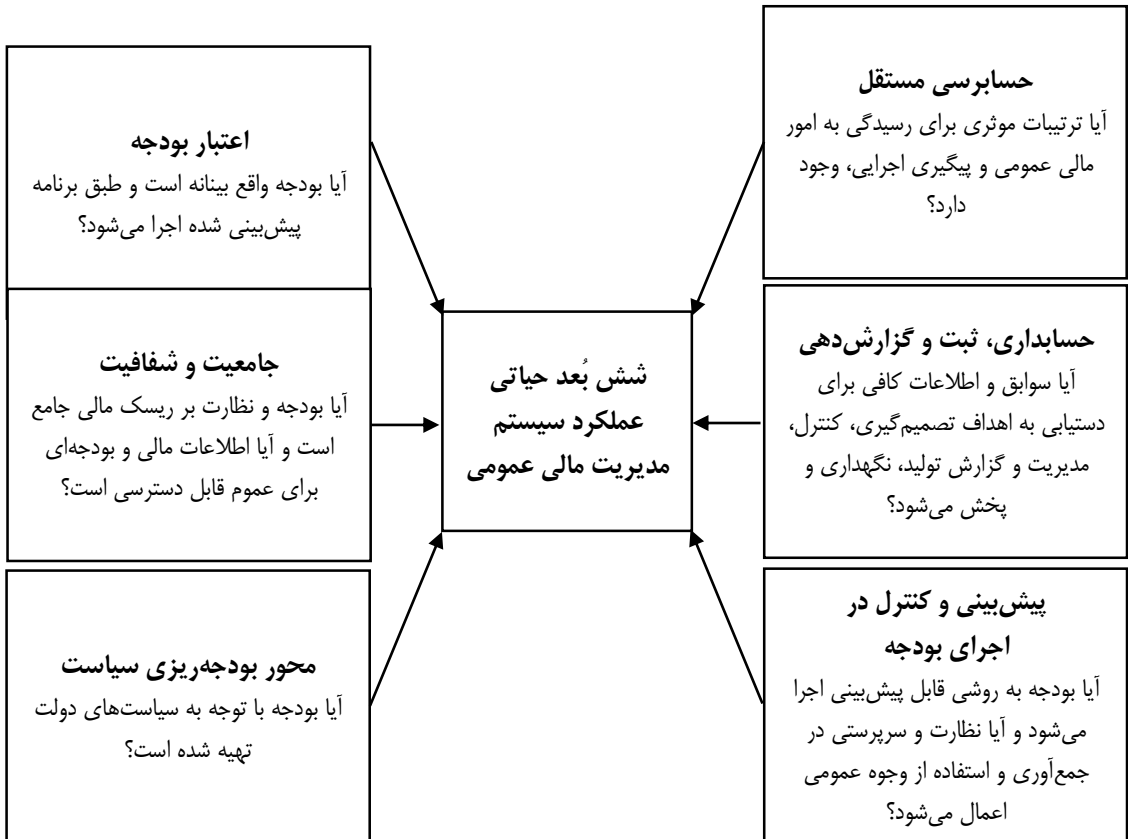 حسابرسی مستقل
آیا ترتیبات موثری برای رسیدگی به امور
مالی عمومی و پیگیری اجرایی، وجود
دارد؟
اعتبار بودجه
آیا بودجه واقع بینانه است و طبق برنامه
پیش‌بینی شده اجرا می‌شود؟
حسابداری، ثبت و گزارش‌دهی
آیا سوابق و اطلاعات کافی برای
دستیابی به اهداف تصمیم‌گیری، کنترل،
مدیریت و گزارش تولید، نگهداری و
پخش می‌شود؟
شش بُعد حیاتی
عملکرد سیستم
مدیریت مالی عمومی
جامعیت و شفافیت
آیا بودجه و نظارت بر ریسک مالی جامع
است و آیا اطلاعات مالی و بودجه‌ای
برای عموم قابل دسترسی است؟
پیش‌بینی و کنترل در
اجرای بودجه
آیا بودجه به روشی قابل پیش‌بینی اجرا
می‌شود و آیا نظارت و سرپرستی در
جمع‌آوری و استفاده از وجوه عمومی
اعمال می‌شود؟
محور بودجه‌ریزی سیاست
آیا بودجه با توجه به سیاست‌های دولت
تهیه شده است؟